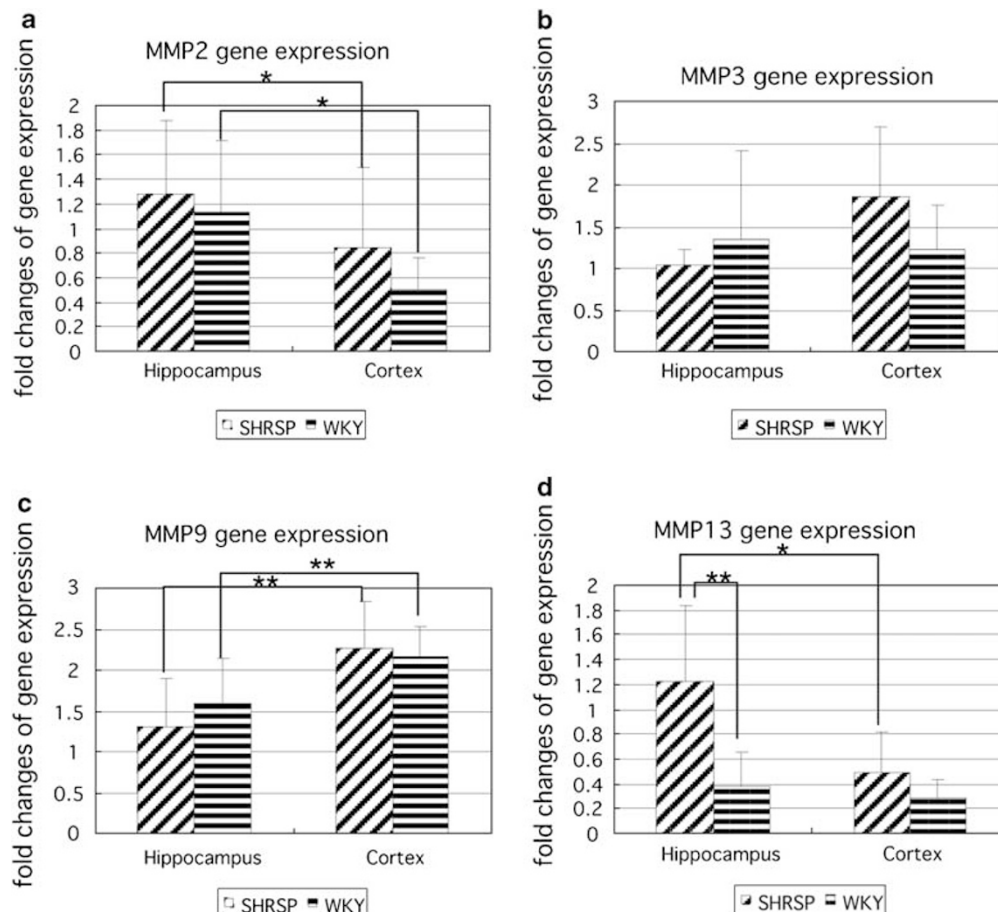 a
MMP2 gene expression
fold changes of gene expression
*
*
2
1.8
1.6
1.4
1.2
1
0.8
0.6
0.4
0.2
0
Hippocampus Cortex
SHRSP WKY
b
MMP3 gene expression
fold changes of gene expression
3
2.5
2
1.5
1
0.5
0
Hippocampus Cortex
SHRSP WKY
c
MMP9 gene expression
fold changes of gene expression
**
**
3
2.5
2
1.5
1
0.5
0
Hippocampus Cortex
SHRSP WKY
d
MMP13 gene expression
fold changes of gene expression
*
**
2
1.8
1.6
1.4
1.2
1
0.8
0.6
0.4
0.2
0
Hippocampus Cortex
SHRSP WKY